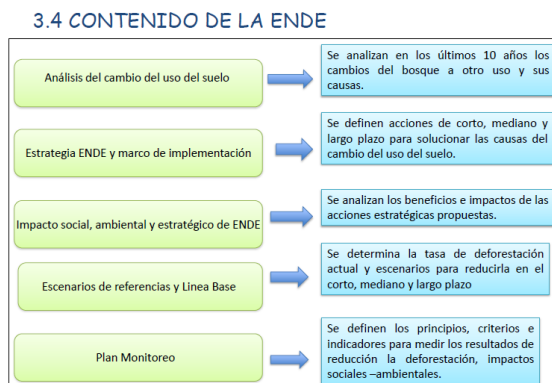 3.4 CONTENIDO DE LA ENDE
Análisis del cambio del uso del suelo
Se analizan en los últimos 10 años los
cambios del bosque a otro uso y sus
causas.
Estrategia ENDE y marco de implementación
Se definen acciones de corto, mediano y
largo plazo para solucionar las causas del
cambio del uso del suelo.
Impacto social, ambiental y estratégico de ENDE
Se analizan los beneficios e impactos de las
acciones estratégicas propuestas.
Escenarios de referencias y Linea Base
Se determina la tasa de deforestación
actual y escenarios para reducirla en el
corto, mediano y largo plazo
Plan Monitoreo
Se definen los principios, criterios e
indicadores para medir los resultados de
reducción la deforestación, impactos
sociales –ambientales.